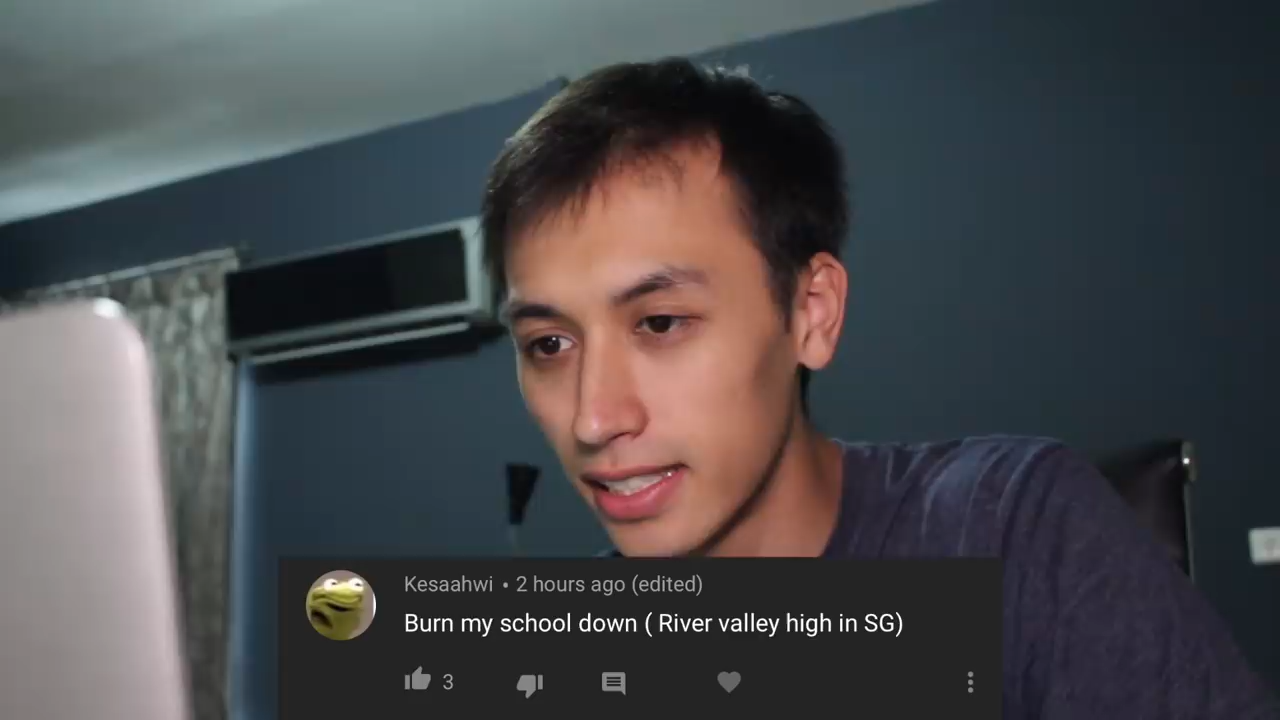 Kesaahwi • 2 hours ago (edited)
Burn my school down ( River valley high in SG)
3